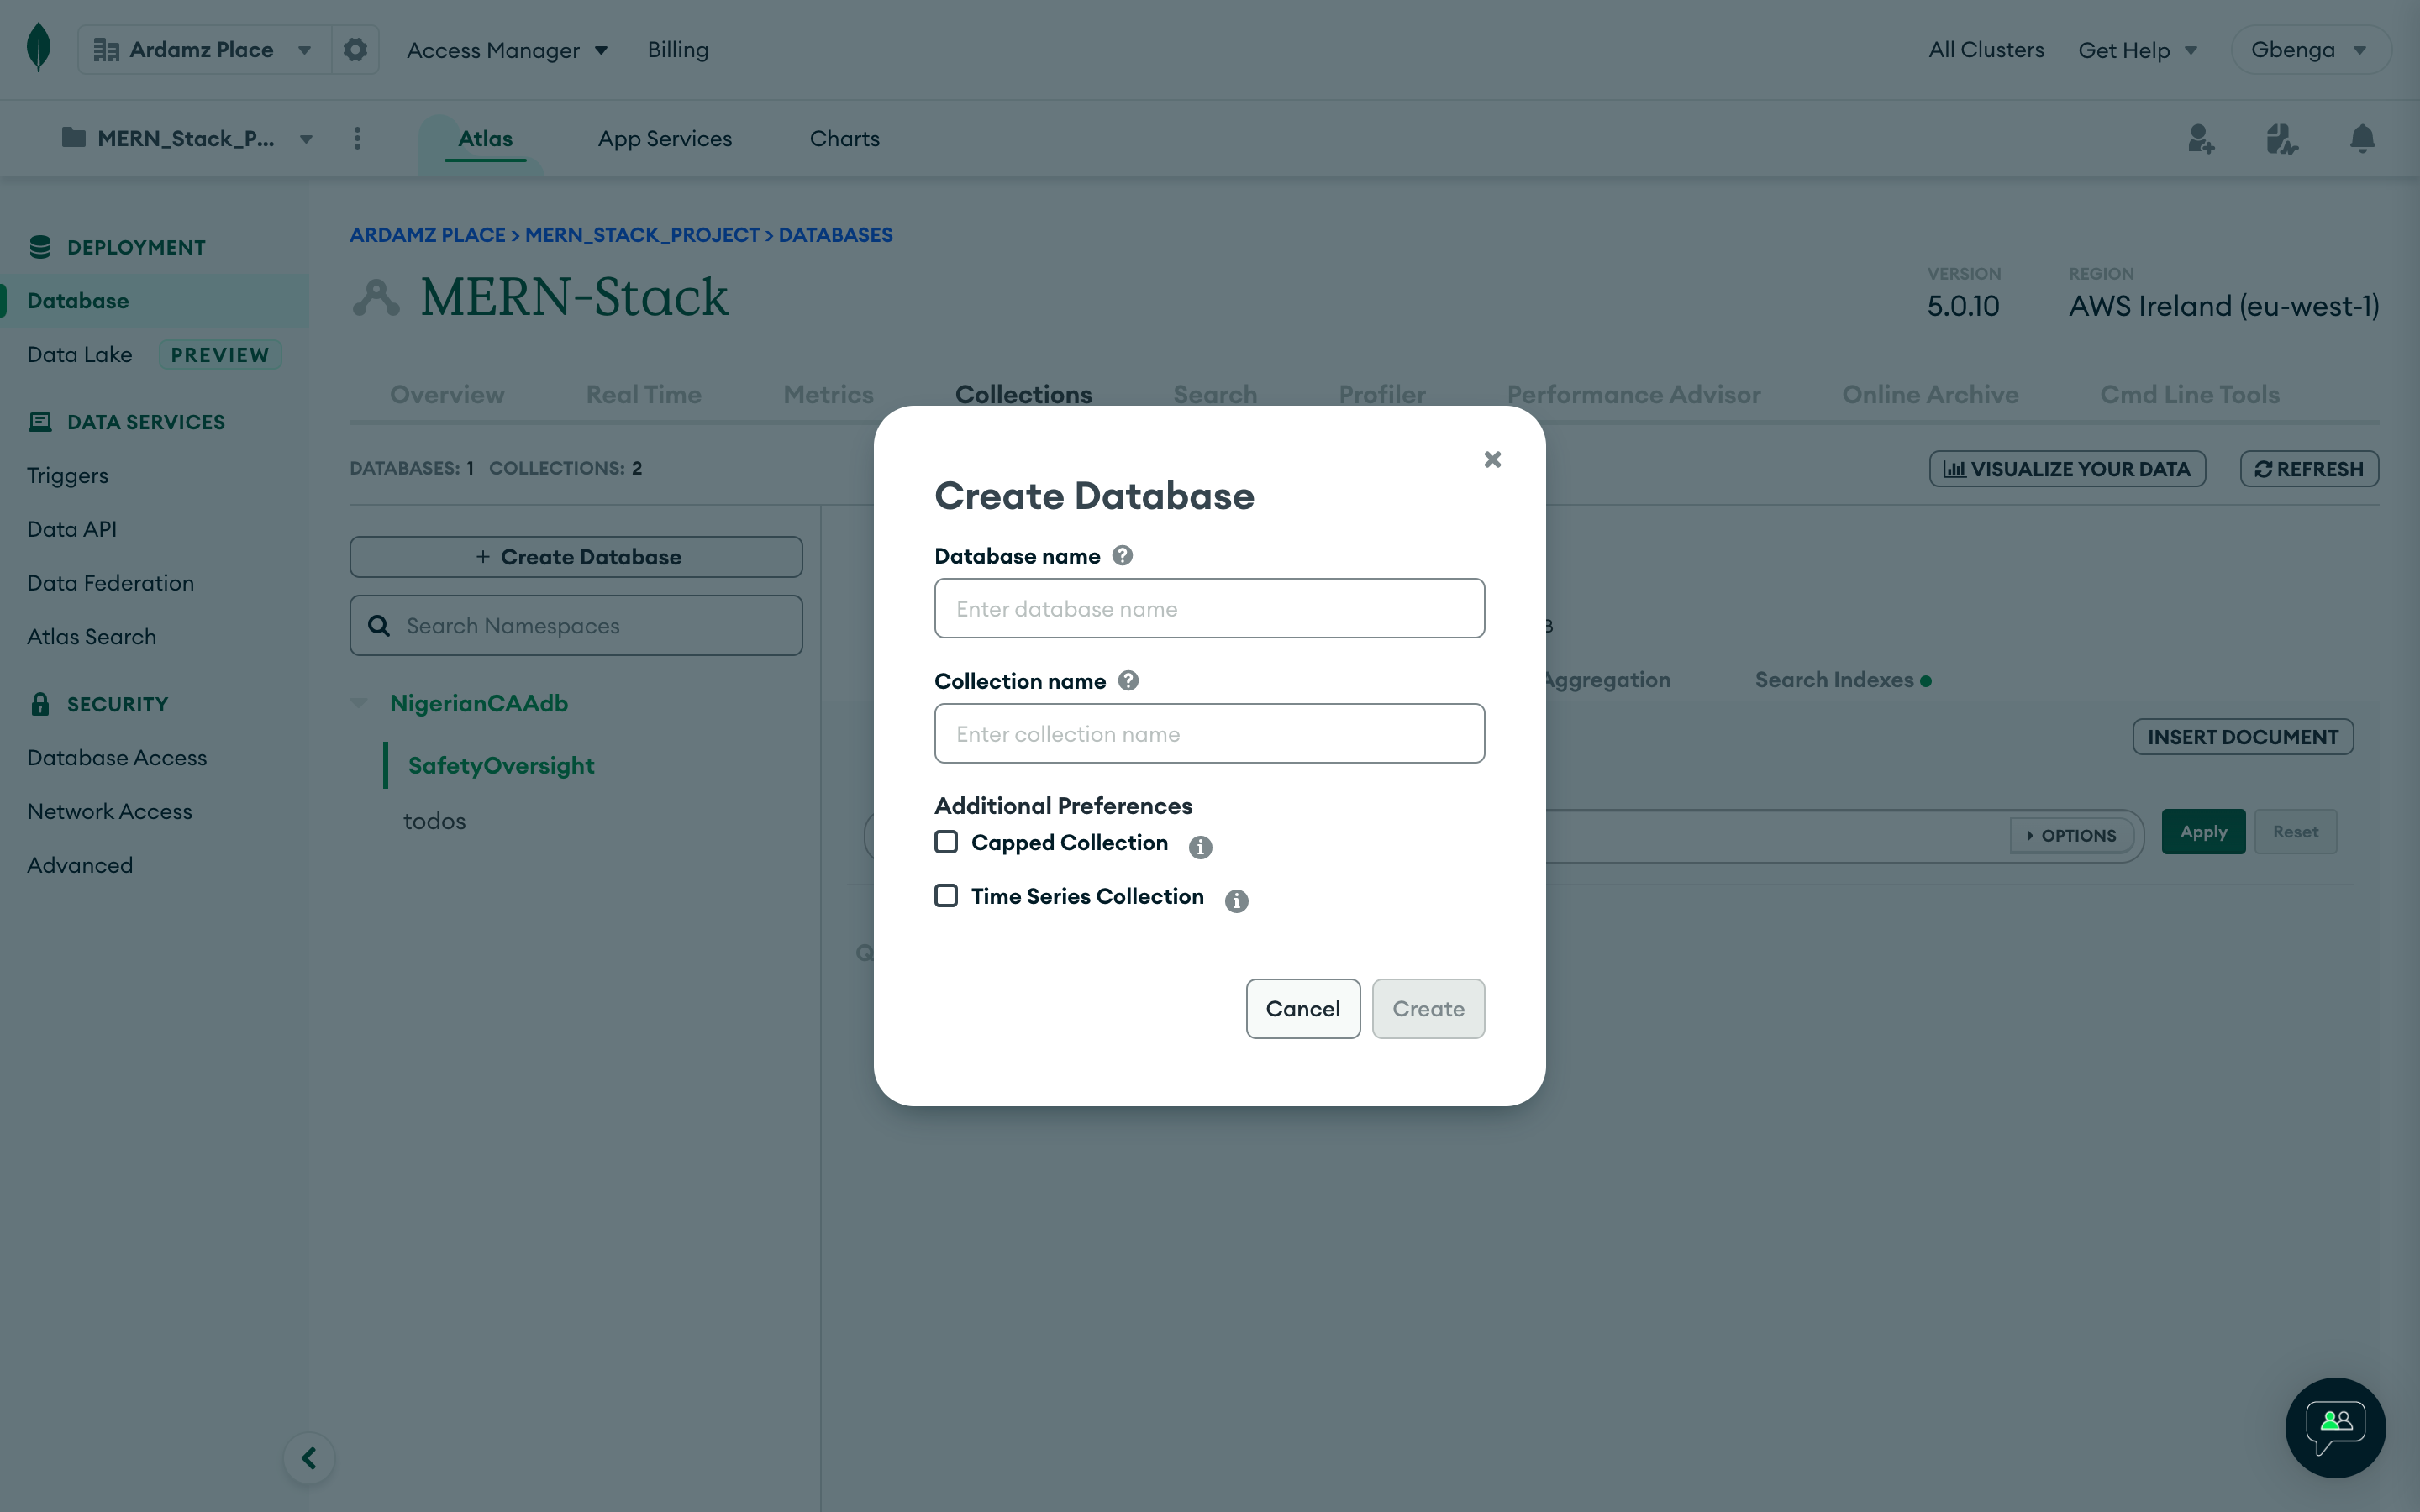 Ardamz Place Access Manager Billing All Clusters Get Help Gbenga
MERN_Stack_P... Atlas App Services Charts
DEPLOYMENT
Database
Data Lake PREVIEW
DATA SERVICES
Triggers
Data API
Data Federation
Atlas Search
SECURITY
Database Access
Network Access
Advanced
ARDAMZ PLACE > MERN_STACK_PROJECT > DATABASES
MERN-Stack
VERSION
5.0.10
REGION
AWS Ireland (eu-west-1)
Overview Real Time Metrics Collections Search Profiler Performance Advisor Online Archive Cmd Line Tools
DATABASES: 1 COLLECTIONS: 2
VISUALIZE YOUR DATA REFRESH
+ Create Database
Search Namespaces
NigerianCAAdb
SafetyOversight
todos
Create Database
Database name
Enter database name
Collection name
Enter collection name
Additional Preferences
Capped Collection
Time Series Collection
Cancel Create
Aggregation Search Indexes
INSERT DOCUMENT
OPTIONS Apply Reset